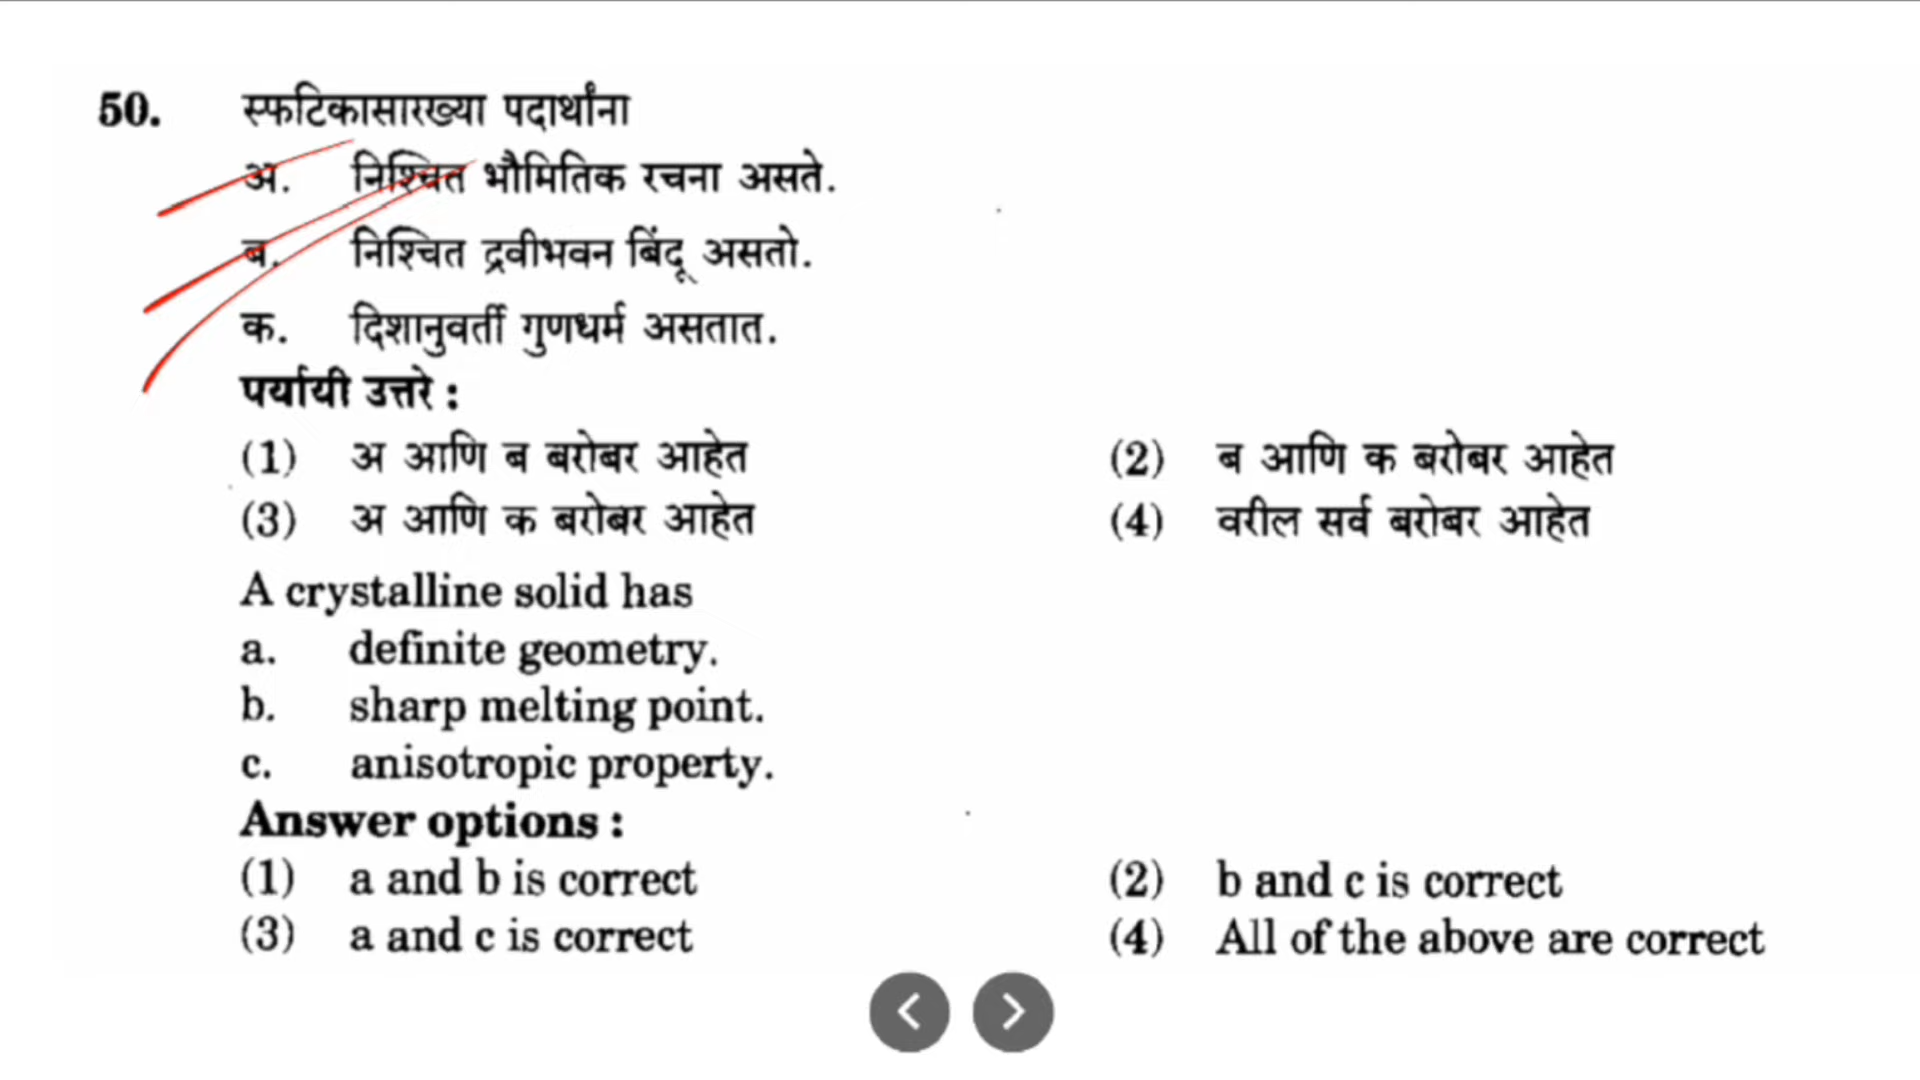 50. स्फटिकासारख्या पदार्थांना
अ. निश्चित भौमितिक रचना असते.
ब. निश्चित द्रवीभवन बिंदू असतो.
क. दिशानुवर्ती गुणधर्म असतात.
पर्यायी उत्तरे :
(1) अ आणि ब बरोबर आहेत (2) ब आणि क बरोबर आहेत
(3) अ आणि क बरोबर आहेत (4) वरील सर्व बरोबर आहेत
A crystalline solid has
a. definite geometry.
b. sharp melting point.
c. anisotropic property.
Answer options :
(1) a and b is correct (2) b and c is correct
(3) a and c is correct (4) All of the above are correct